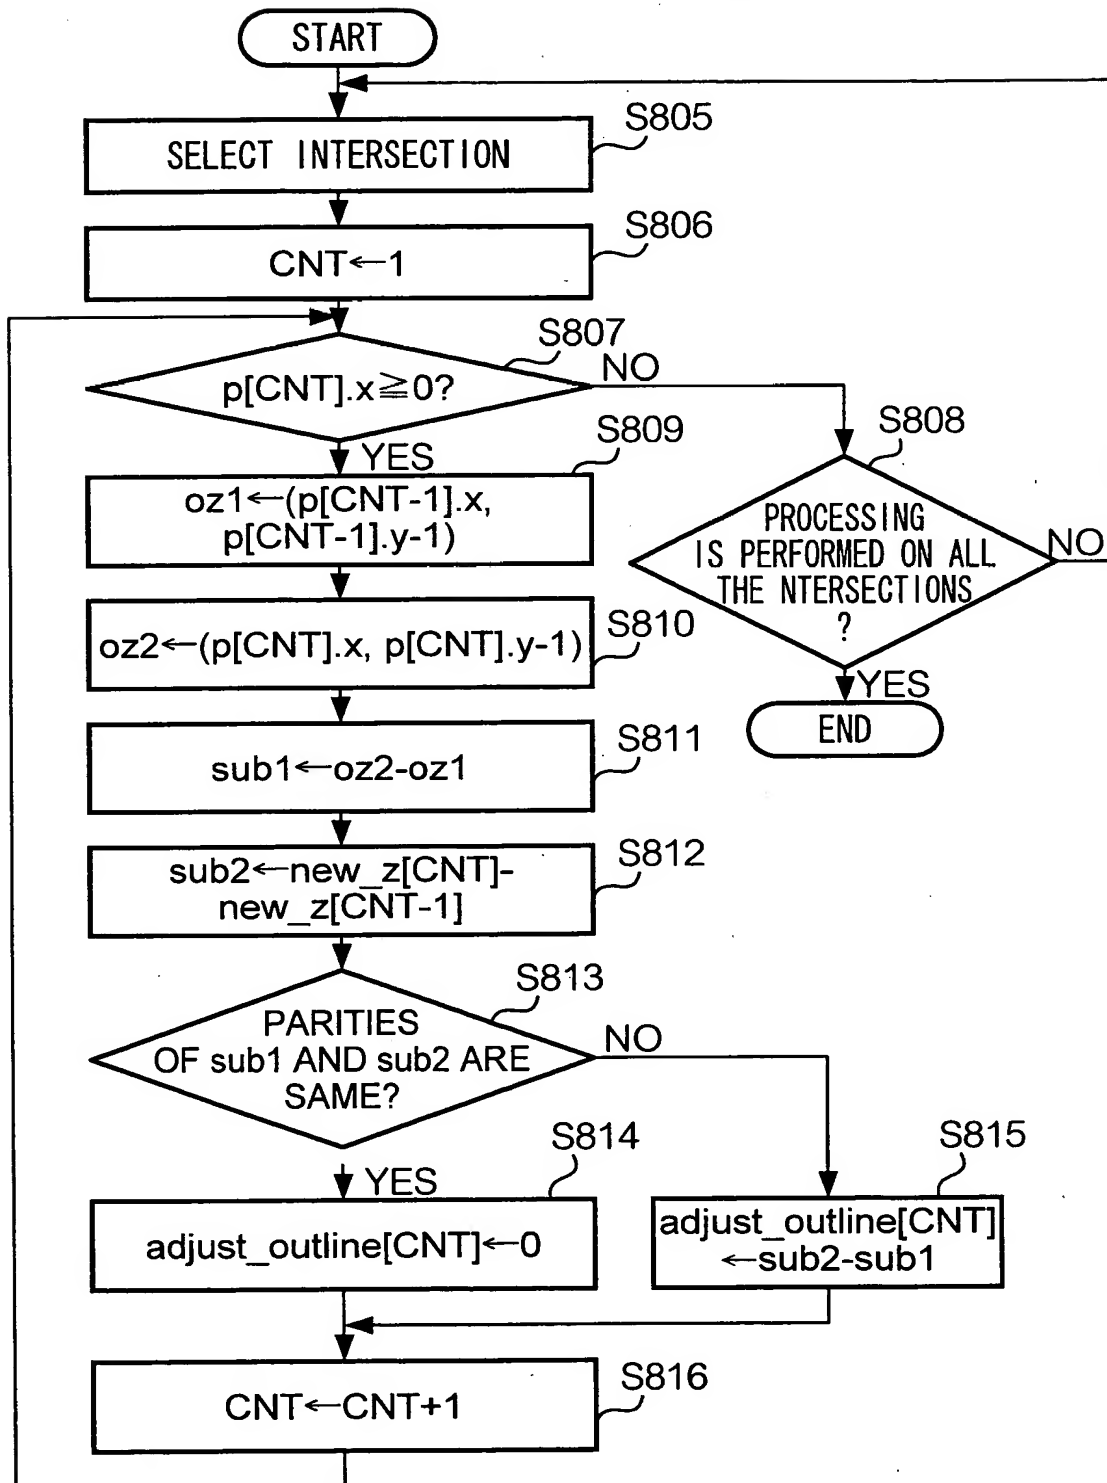 START
S805
SELECT INTERSECTION
S806
CNT←1
S807
p[CNT].x≧0?
NO
YES
S808
PROCESSING
IS PERFORMED ON ALL
THE NTERSECTIONS
?
NO
YES
END
S809
oz1←(p[CNT-1].x,
p[CNT-1].y-1)
S810
oz2←(p[CNT].x, p[CNT].y-1)
S811
sub1←oz2-oz1
S812
sub2←new_z[CNT]-
new_z[CNT-1]
S813
PARITIES
OF sub1 AND sub2 ARE
SAME?
NO
YES
S814
adjust_outline[CNT]←0
S815
adjust_outline[CNT]
←sub2-sub1
S816
CNT←CNT+1